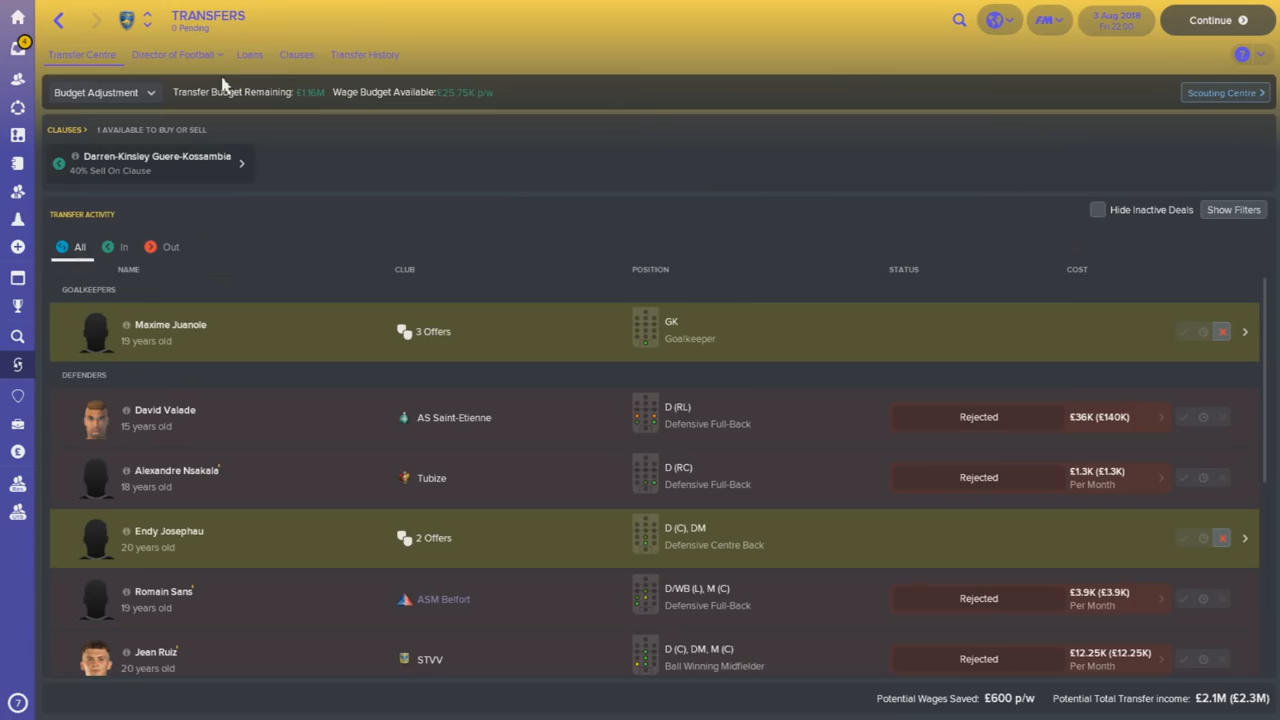 TRANSFERS
0 Pending
FM
3 Aug 2018
Fri 22:00
Continue
4
Transfer Centre
Director of Football
Loans
Clauses
Transfer History
?
Budget Adjustment
Transfer Budget Remaining: £1.16M
Wage Budget Available: £25.75K p/w
Scouting Centre >
CLAUSES > 1 AVAILABLE TO BUY OR SELL
Darren-Kinsley Guere-Kossambia
40% Sell On Clause
TRANSFER ACTIVITY
Hide Inactive Deals
Show Filters
All
In
Out
NAME CLUB POSITION STATUS COST
GOALKEEPERS
Maxime Juanole
19 years old
3 Offers
GK
Goalkeeper
DEFENDERS
David Valade
15 years old
AS Saint-Etienne
D (RL)
Defensive Full-Back
Rejected
£36K (£140K)
Alexandre Nsakala
18 years old
Tubize
D (RC)
Defensive Full-Back
Rejected
£1.3K (£1.3K)
Per Month
Endy Josephau
20 years old
2 Offers
D (C), DM
Defensive Centre Back
Romain Sans
19 years old
ASM Belfort
D/WB (L), M (C)
Defensive Full-Back
Rejected
£3.9K (£3.9K)
Per Month
Jean Ruiz
20 years old
STVV
D (C), DM, M (C)
Ball Winning Midfielder
Rejected
£12.25K (£12.25K)
Per Month
Potential Wages Saved: £600 p/w
Potential Total Transfer income: £2.1M (£2.3M)
7